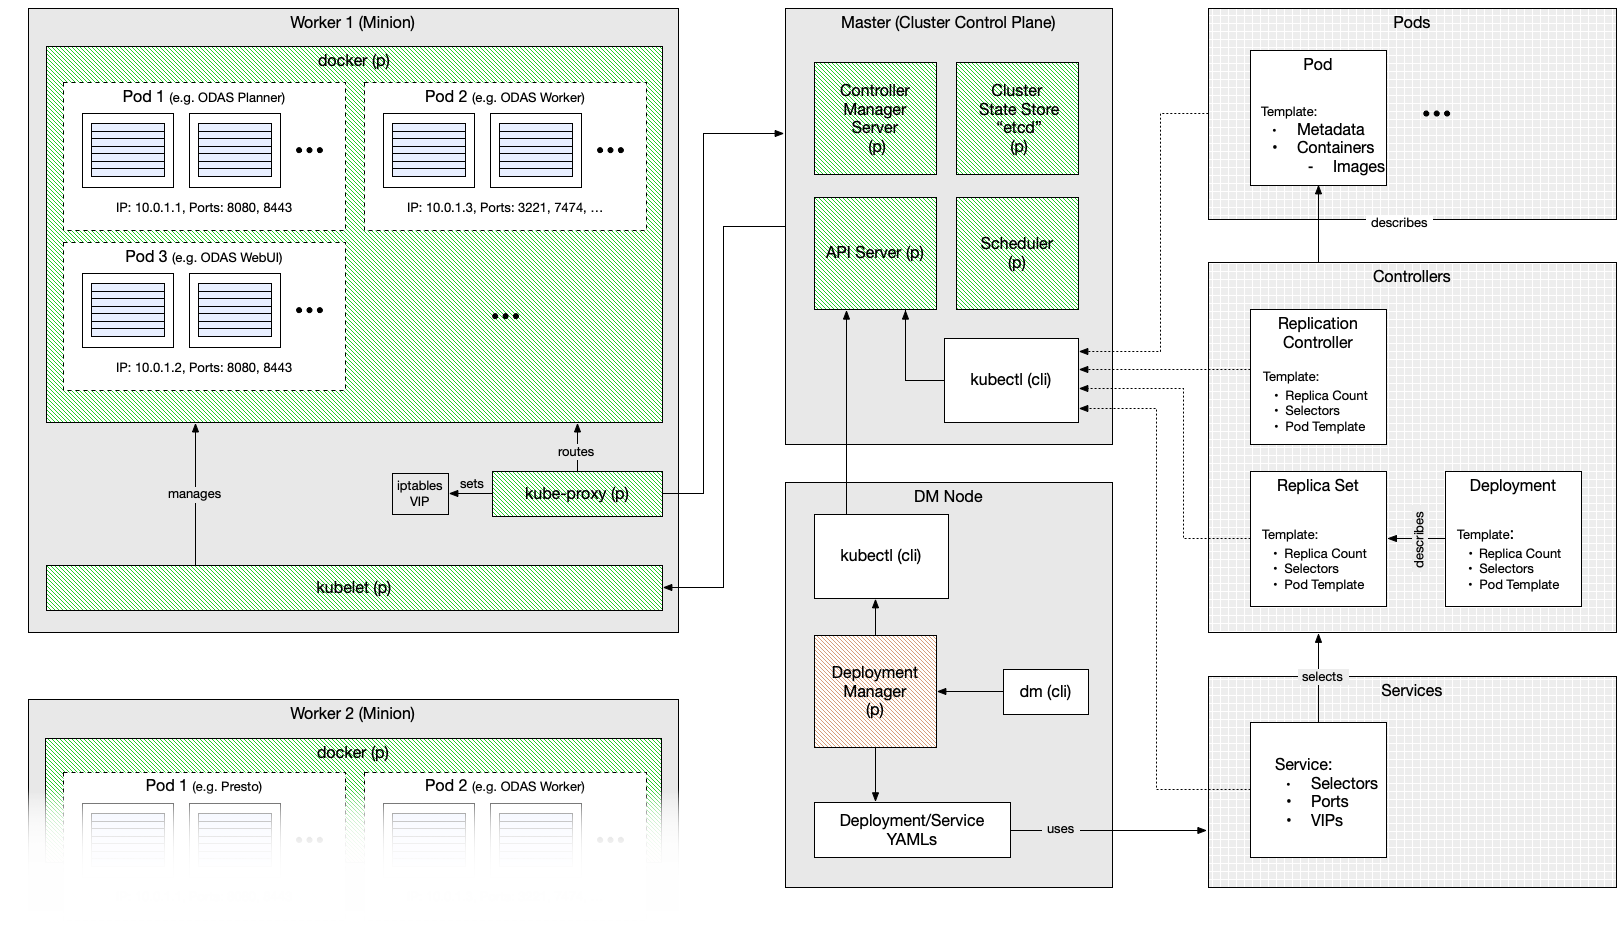 Worker 1 (Minion)
docker (p)
Pod 1 (e.g. ODAS Planner)
IP: 10.0.1.1, Ports: 8080, 8443
Pod 2 (e.g. ODAS Worker)
IP: 10.0.1.3, Ports: 3221, 7474, …
Pod 3 (e.g. ODAS WebUI)
IP: 10.0.1.2, Ports: 8080, 8443
manages
routes
iptables
VIP
sets
kube-proxy (p)
kubelet (p)
Worker 2 (Minion)
docker (p)
Pod 1 (e.g. Presto)
Pod 2 (e.g. ODAS Worker)
Master (Cluster Control Plane)
Controller
Manager
Server
(p)
Cluster
State Store
“etcd”
(p)
API Server (p)
Scheduler
(p)
kubectl (cli)
DM Node
kubectl (cli)
Deployment
Manager
(p)
dm (cli)
Deployment/Service
YAMLs
uses
Pods
Pod
Template:
• Metadata
• Containers
- Images
describes
Controllers
Replication
Controller
Template:
• Replica Count
• Selectors
• Pod Template
Replica Set
Template:
• Replica Count
• Selectors
• Pod Template
describes
Deployment
Template:
• Replica Count
• Selectors
• Pod Template
selects
Services
Service:
• Selectors
• Ports
• VIPs